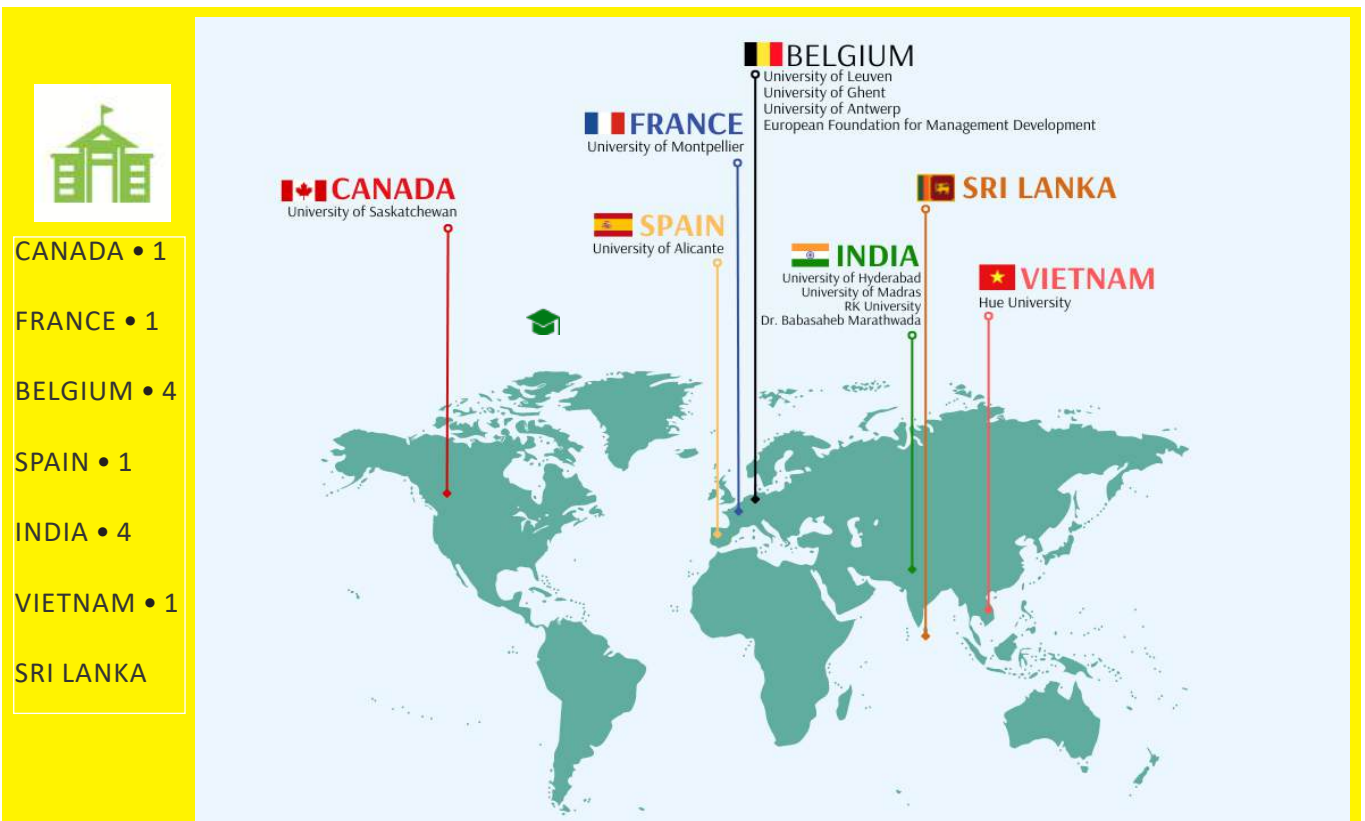 CANADA • 1
FRANCE • 1
BELGIUM • 4
SPAIN • 1
INDIA • 4
VIETNAM • 1
SRI LANKA
BELGIUM
University of Leuven
University of Ghent
University of Antwerp
European Foundation for Management Development
FRANCE
University of Montpellier
CANADA
University of Saskatchewan
SPAIN
University of Alicante
SRI LANKA
INDIA
University of Hyderabad
University of Madras
RK University
Dr. Babasaheb Marathwada
VIETNAM
Hue University